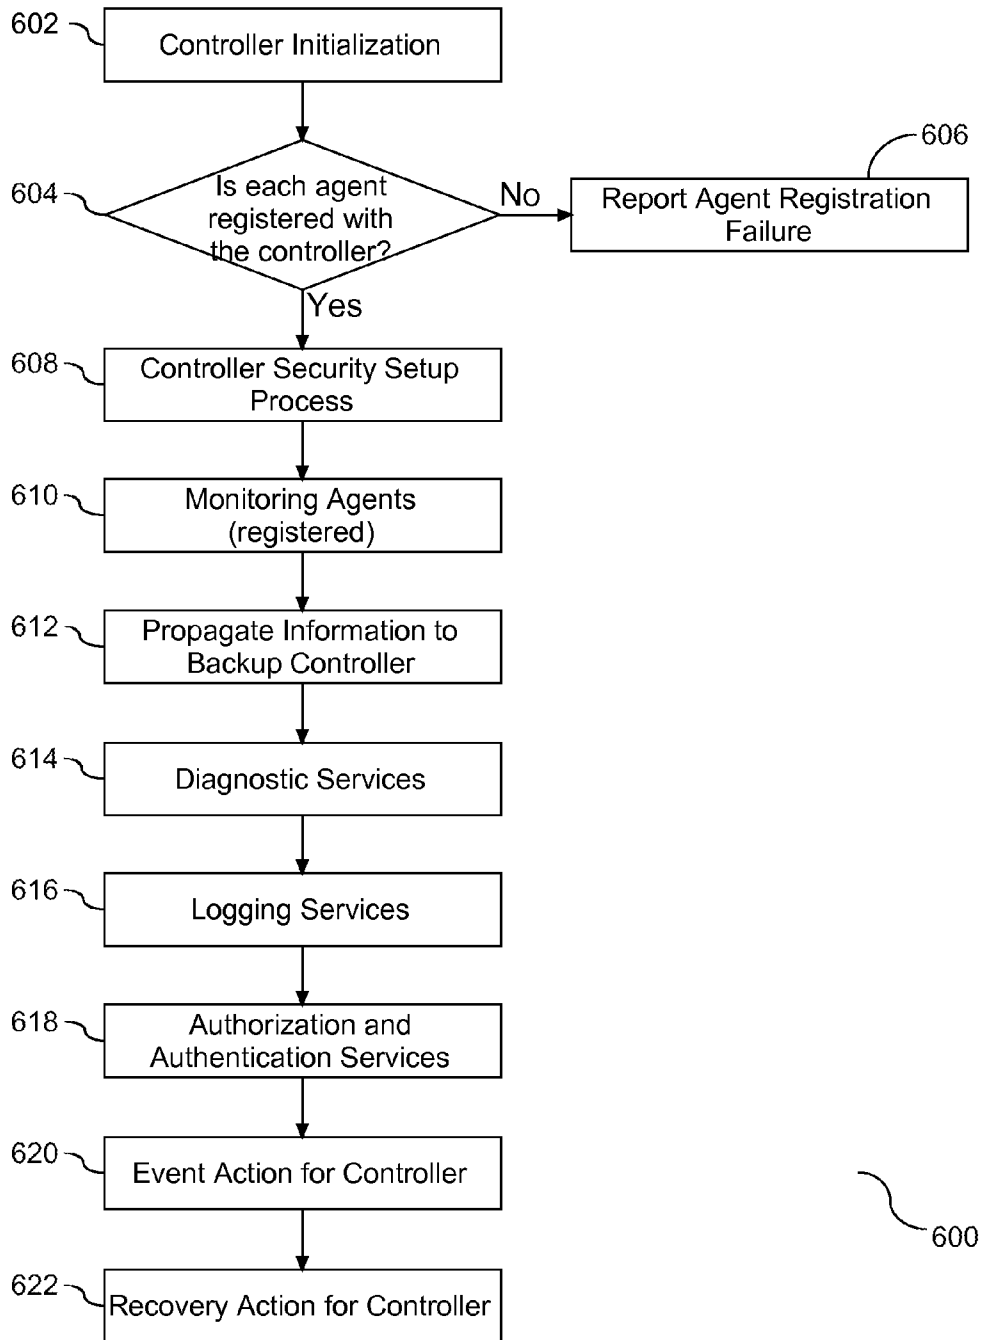 602
Controller Initialization
606
604
Is each agent
registered with
the controller?
No
Report Agent Registration
Failure
Yes
608
Controller Security Setup
Process
610
Monitoring Agents
(registered)
612
Propagate Information to
Backup Controller
614
Diagnostic Services
616
Logging Services
618
Authorization and
Authentication Services
620
Event Action for Controller
600
622
Recovery Action for Controller